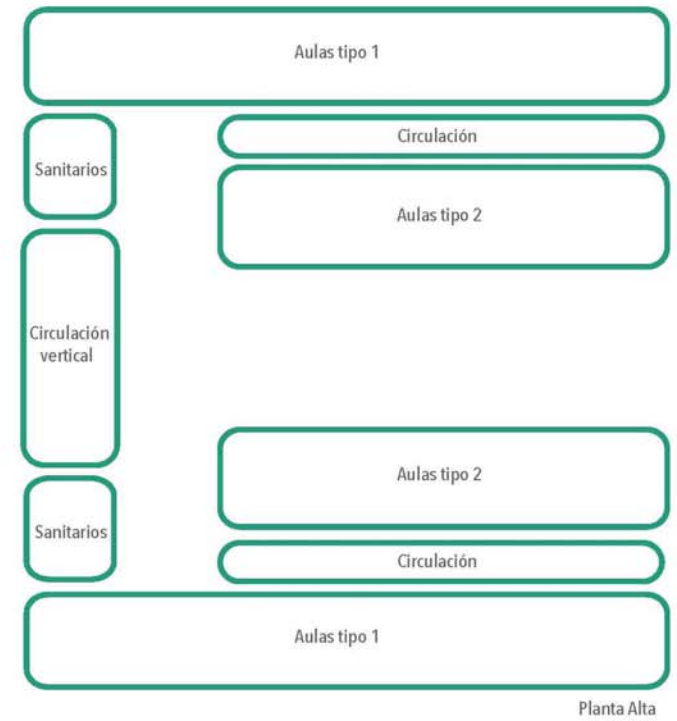 Aulas tipo 1
Circulación
Sanitarios
Aulas tipo 2
Circulación
vertical
Aulas tipo 2
Sanitarios
Circulación
Aulas tipo 1
Planta Alta